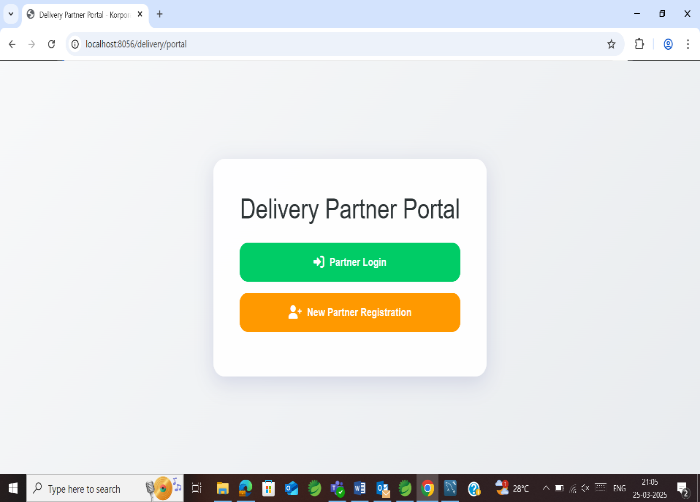 Delivery Partner Portal - Korpo
localhost:8056/delivery/portal
Delivery Partner Portal
Partner Login
New Partner Registration
Type here to search
28°C
ENG
21:05
25-03-2025
2